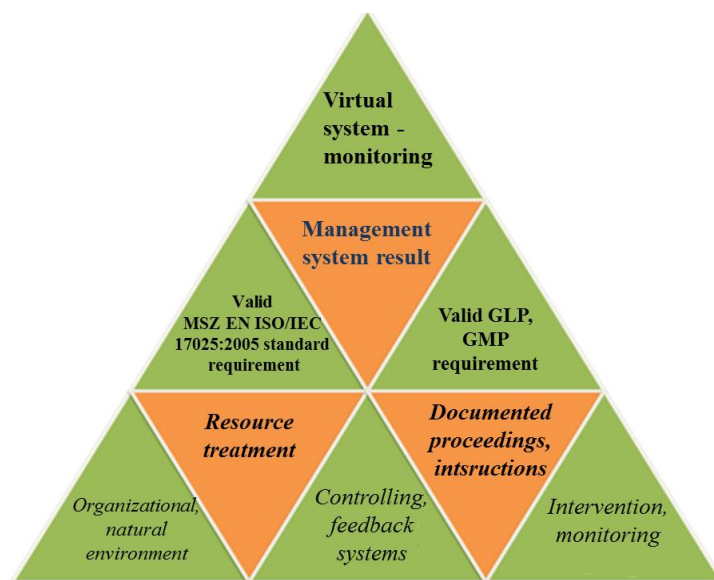 Virtual
system -
monitoring
Management
system result
Valid
MSZ EN ISO/IEC
17025:2005 standard
requirement
Valid GLP,
GMP
requirement
Resource
treatment
Documented
proceedings,
intsructions
Organizational,
natural
environment
Controlling,
feedback
systems
Intervention,
monitoring